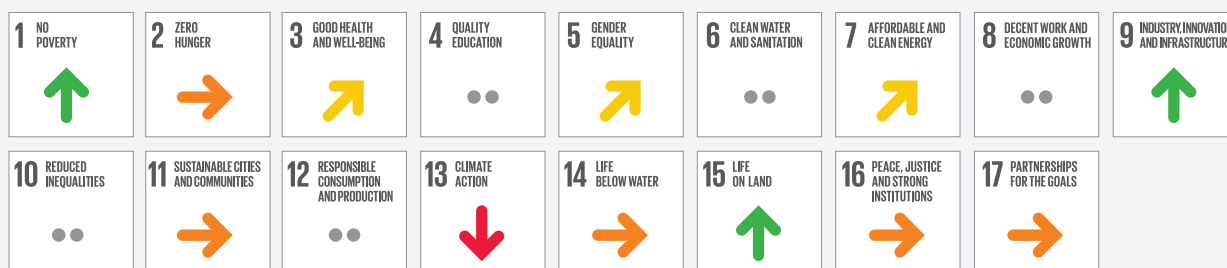 1 NO
POVERTY
2 ZERO
HUNGER
3 GOOD HEALTH
AND WELL-BEING
4 QUALITY
EDUCATION
5 GENDER
EQUALITY
6 CLEAN WATER
AND SANITATION
7 AFFORDABLE AND
CLEAN ENERGY
8 DECENT WORK AND
ECONOMIC GROWTH
9 INDUSTRY, INNOVATIO
AND INFRASTRUCTUR
10 REDUCED
INEQUALITIES
11 SUSTAINABLE CITIES
AND COMMUNITIES
12 RESPONSIBLE
CONSUMPTION
AND PRODUCTION
13 CLIMATE
ACTION
14 LIFE
BELOW WATER
15 LIFE
ON LAND
16 PEACE, JUSTICE
AND STRONG
INSTITUTIONS
17 PARTNERSHIPS
FOR THE GOALS